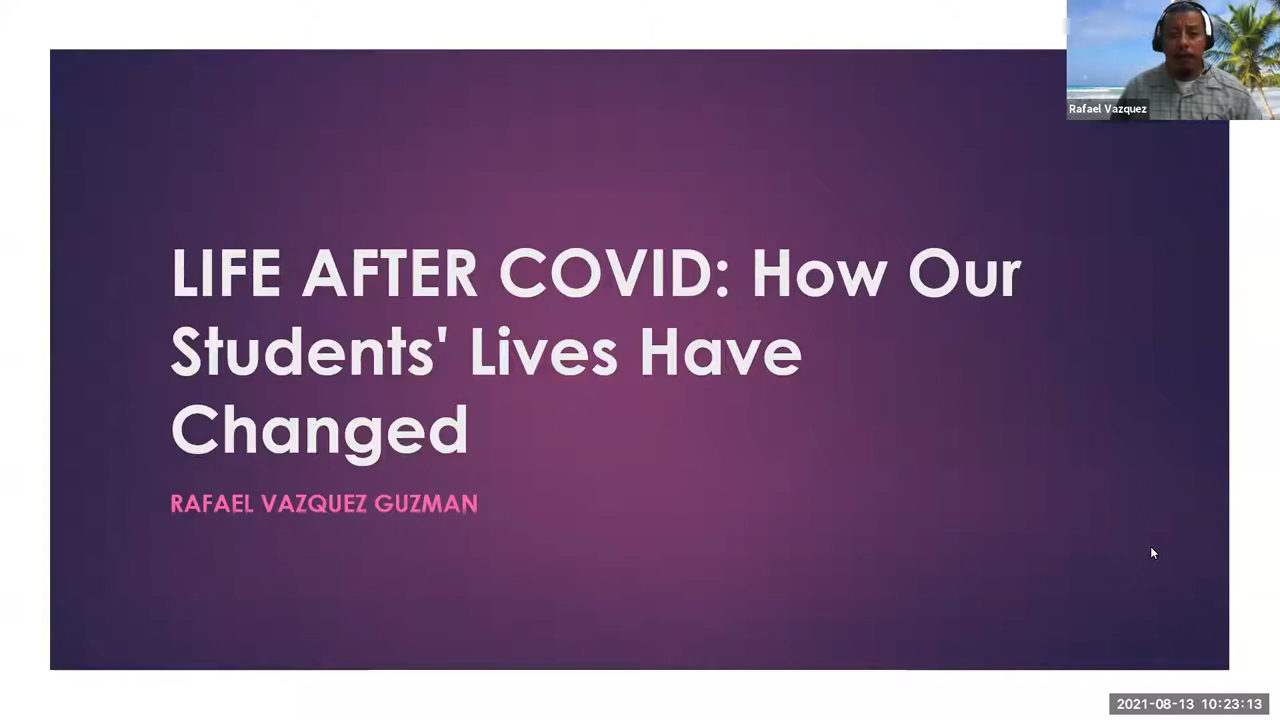 Rafael Vazquez
LIFE AFTER COVID: How Our
Students' Lives Have
Changed
RAFAEL VAZQUEZ GUZMAN
2021-08-13 10:23:13